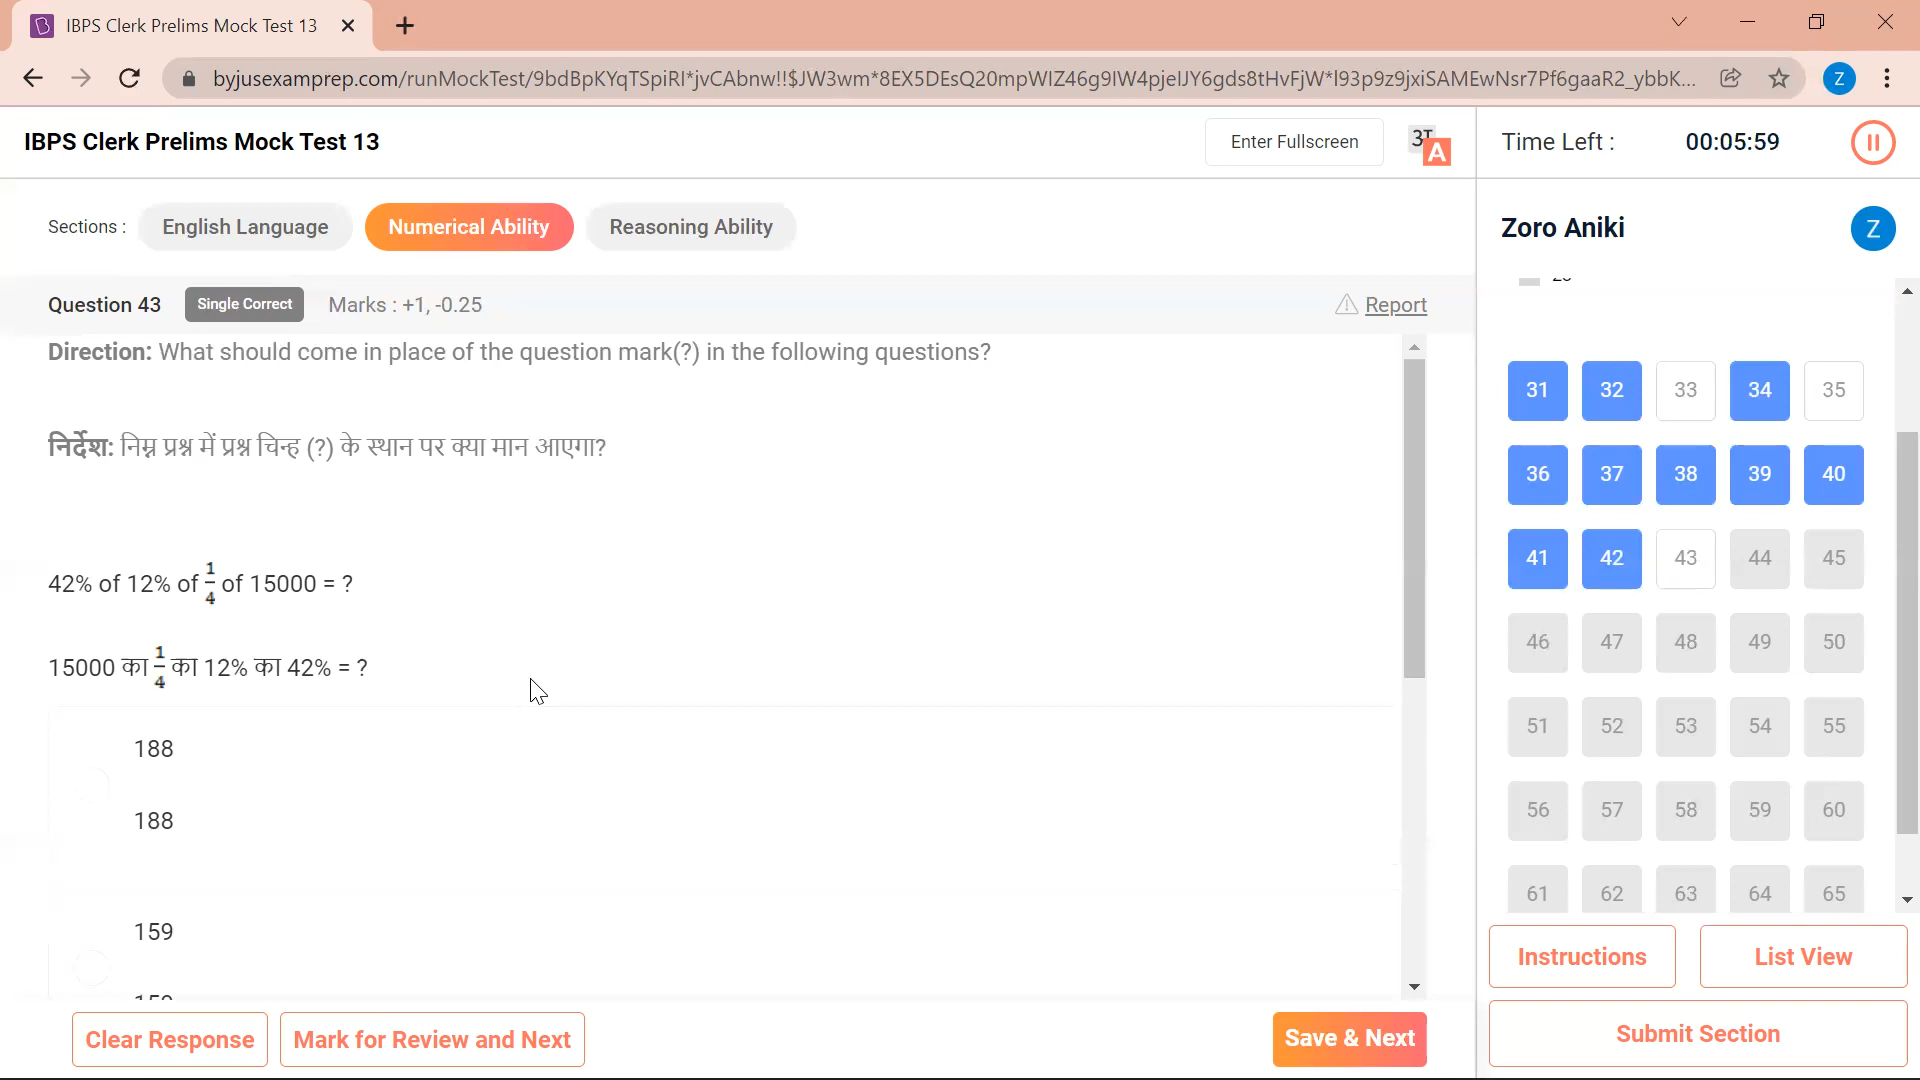 IBPS Clerk Prelims Mock Test 13
byjusexamprep.com/runMockTest/9bdBpKYqTSpiRI*jvCAbnw!!$JW3wm*8EX5DEsQ20mpWIZ46g9IW4pjeIJY6gds8tHvFjW*I93p9z9jxiSAMEwNsr7Pf6gaaR2_ybbK...
Z
IBPS Clerk Prelims Mock Test 13
Enter Fullscreen
A
Time Left :
00:05:59
Sections :
English Language
Numerical Ability
Reasoning Ability
Zoro Aniki
Z
Question 43
Single Correct
Marks : +1, -0.25
Report
Direction: What should come in place of the question mark(?) in the following questions?
निर्देश: निम्न प्रश्न में प्रश्न चिन्ह (?) के स्थान पर क्या मान आएगा?
42% of 12% of 1/4 of 15000 = ?
15000 का 1/4 का 12% का 42% = ?
188
188
159
159
31 32 33 34 35
36 37 38 39 40
41 42 43 44 45
46 47 48 49 50
51 52 53 54 55
56 57 58 59 60
61 62 63 64 65
Instructions
List View
Clear Response
Mark for Review and Next
Save & Next
Submit Section